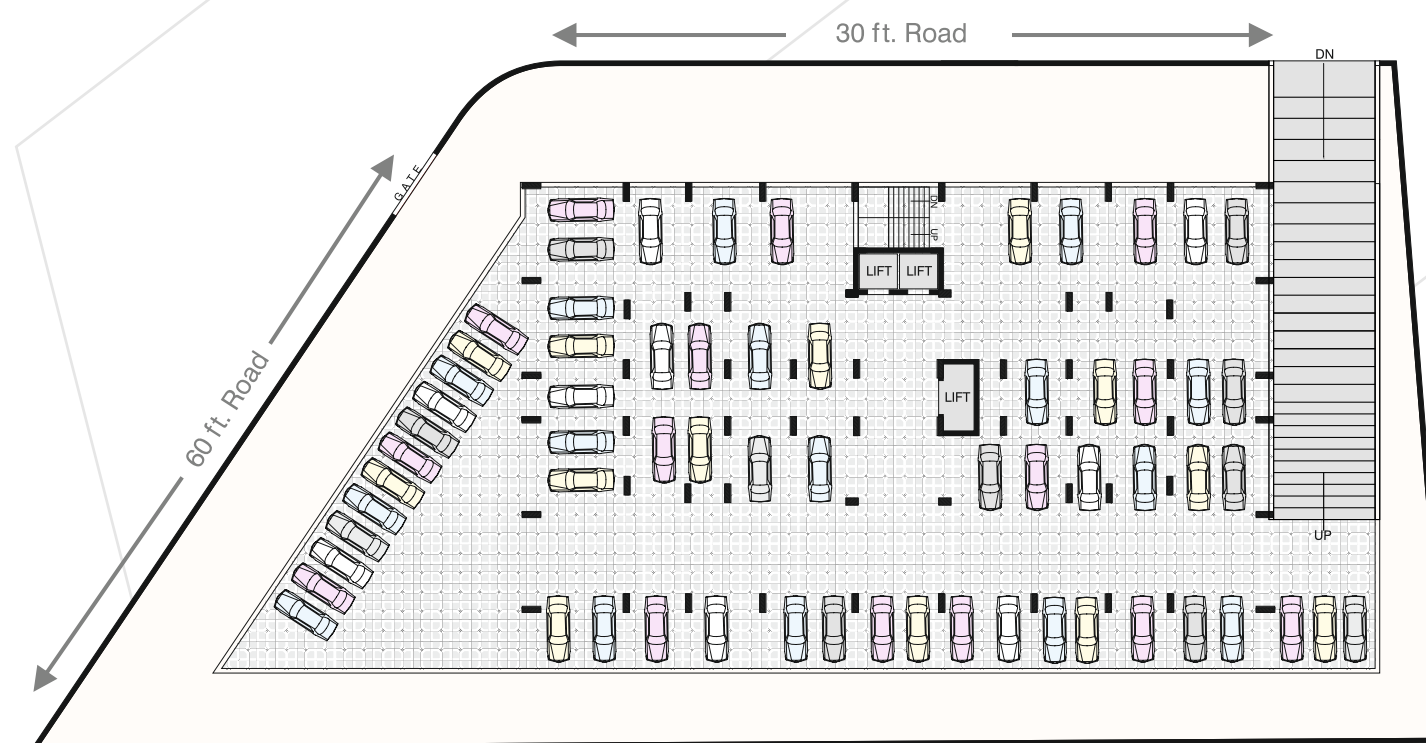 30 ft. Road
DN
GATE
DN
UP
LIFT
LIFT
60 ft. Road
LIFT
UP